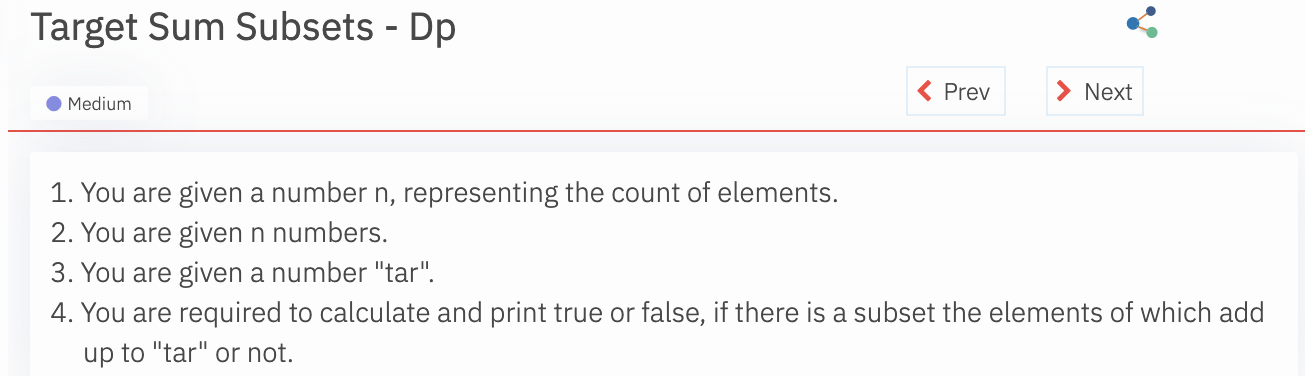 Target Sum Subsets - Dp
Medium
Prev
Next
1. You are given a number n, representing the count of elements.
2. You are given n numbers.
3. You are given a number "tar".
4. You are required to calculate and print true or false, if there is a subset the elements of which add
up to "tar" or not.